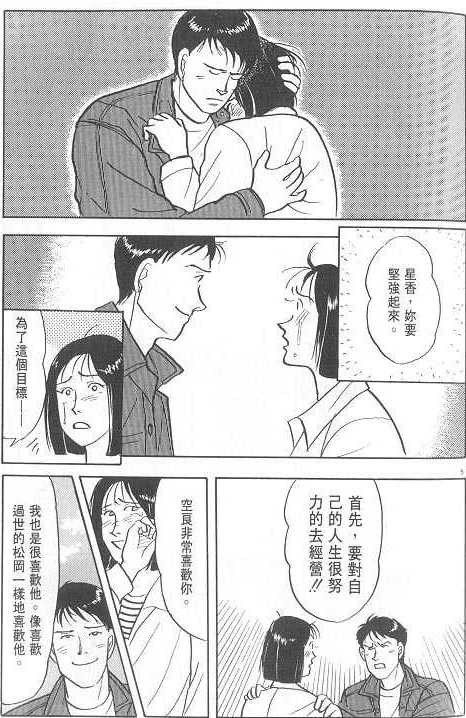 星香，妳要
堅強起來。
為了這個目標——
首先，要對自
己的人生很努
力的去經營!!
空良非常喜歡你。
我也是很喜歡他。像喜歡
過世的松岡一樣地喜歡他。